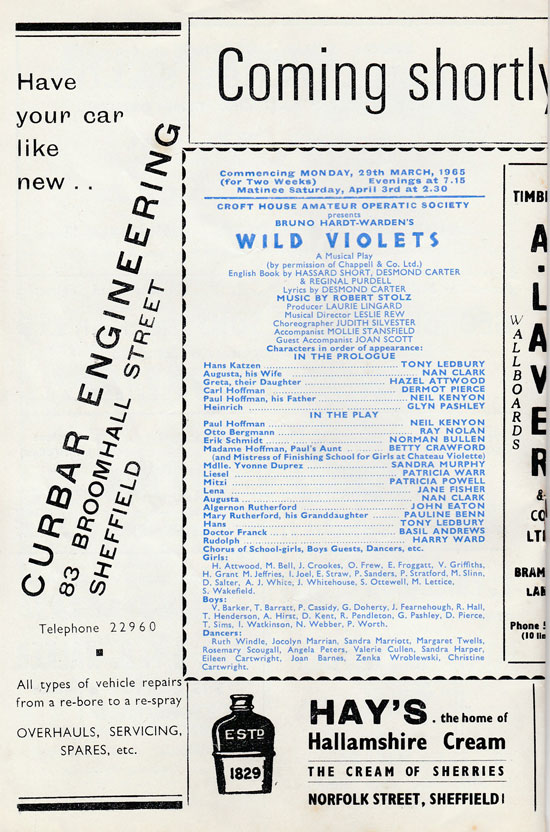 Have
your car
like
new . .
CURBAR ENGINEERING
83 BROOMHALL STREET
SHEFFIELD
Telephone 22960
All types of vehicle repairs
from a re-bore to a re-spray
OVERHAULS, SERVICING,
SPARES, etc.
Coming shortly
Commencing MONDAY, 29th MARCH, 1965
(for Two Weeks) Evenings at 7.15
Matinee Saturday, April 3rd at 2.30
CROFT HOUSE AMATEUR OPERATIC SOCIETY
presents
BRUNO HARDT-WARDEN'S
WILD VIOLETS
A Musical Play
(by permission of Chappell & Co. Ltd.)
English Book by HASSARD SHORT, DESMOND CARTER
& REGINAL PURDELL
Lyrics by DESMOND CARTER
MUSIC BY ROBERT STOLZ
Producer LAURIE LINGARD
Musical Director LESLIE REW
Choreographer JUDITH SILVESTER
Accompanist MOLLIE STANSFIELD
Guest Accompanist JOAN SCOTT
Characters in order of appearance:
IN THE PROLOGUE
Hans Katzen ... TONY LEDBURY
Augusta, his Wife ... NAN CLARK
Greta, their Daughter ... HAZEL ATTWOOD
Carl Hoffman ... DERMOT PIERCE
Paul Hoffman, his Father ... NEIL KENYON
Heinrich ... GLYN PASHLEY
IN THE PLAY
Paul Hoffman ... NEIL KENYON
Otto Bergmann ... RAY NOLAN
Erik Schmidt ... NORMAN BULLEN
Madame Hoffman, Paul's Aunt ... BETTY CRAWFORD
(and Mistress of Finishing School for Girls at Chateau Violette)
Mdlle. Yvonne Duprez ... SANDRA MURPHY
Liesel ... PATRICIA WARR
Mitzi ... PATRICIA POWELL
Lena ... JANE FISHER
Augusta ... NAN CLARK
Algernon Rutherford ... JOHN EATON
Mary Rutherford, his Granddaughter ... PAULINE BENN
Hans ... TONY LEDBURY
Doctor Franck ... BASIL ANDREWS
Rudolph ... HARRY WARD
Chorus of School-girls, Boys Guests, Dancers, etc.
Girls:
H. Attwood, M. Bell, J. Crookes, O. Frew, E. Froggatt, V. Griffiths,
H. Grant M. Jeffries, I. Joel, E. Straw, P. Sanders, P. Stratford, M. Slinn,
D. Salter, A. J. White, J. Whitehouse, S. Ottewell, M. Lettice,
S. Wakefield.
Boys:
V. Barker, T. Barratt, P. Cassidy, G. Doherty, J. Fearnehough, R. Hall,
T. Henderson, A. Hirst, D. Kent, R. Pendleton, G. Pashley, D. Pierce,
T. Sims, I. Watkinson, N. Webber, P. Worth.
Dancers:
Ruth Windle, Jocolyn Marrian, Sandra Marriott, Margaret Twells,
Rosemary Scougall, Angela Peters, Valerie Cullen, Sandra Harper,
Eileen Cartwright, Joan Barnes, Zenka Wroblewski, Christine
Cartwright.
TIMB
A.
LAVER
WALLBOARDS
&
CO
LTD
BRAM
LA
Phone 5
(10 lin
ESTD
1829
HAY'S . the home of
Hallamshire Cream
THE CREAM OF SHERRIES
NORFOLK STREET, SHEFFIELD 1